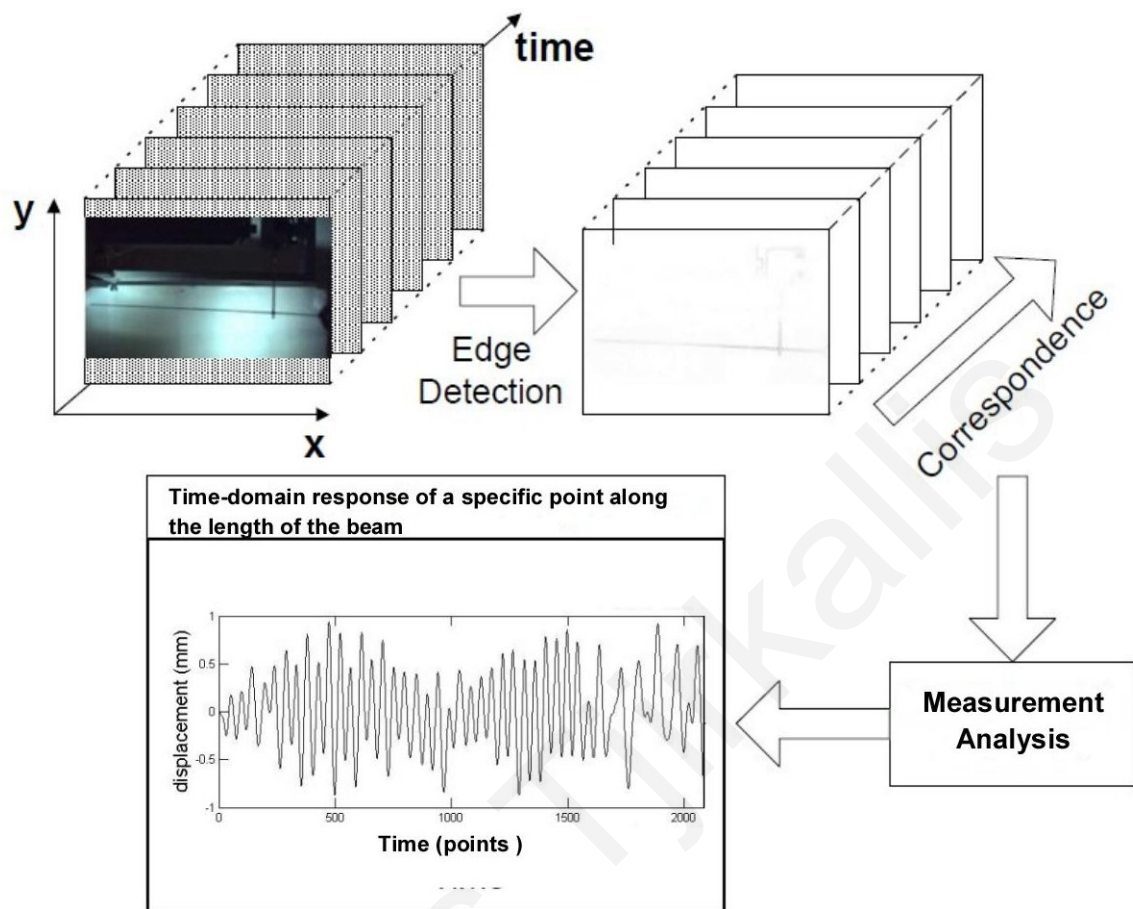 time
y
x
Edge
Detection
Correspondence
Measurement
Analysis
Time-domain response of a specific point along
the length of the beam
displacement (mm)
1
0.5
0
-0.5
-1
0
500
1000
1500
2000
Time (points )
Tjirkallis